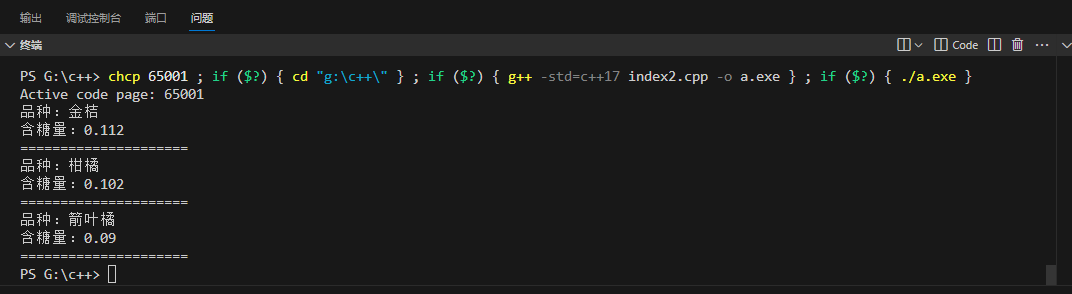 输出 调试控制台 端口 问题
终端 Code
PS G:\c++> chcp 65001 ; if ($?) { cd "g:\c++\" } ; if ($?) { g++ -std=c++17 index2.cpp -o a.exe } ; if ($?) { ./a.exe }
Active code page: 65001
品种：金桔
含糖量：0.112
=====================
品种：柑橘
含糖量：0.102
=====================
品种：箭叶橘
含糖量：0.09
=====================
PS G:\c++>